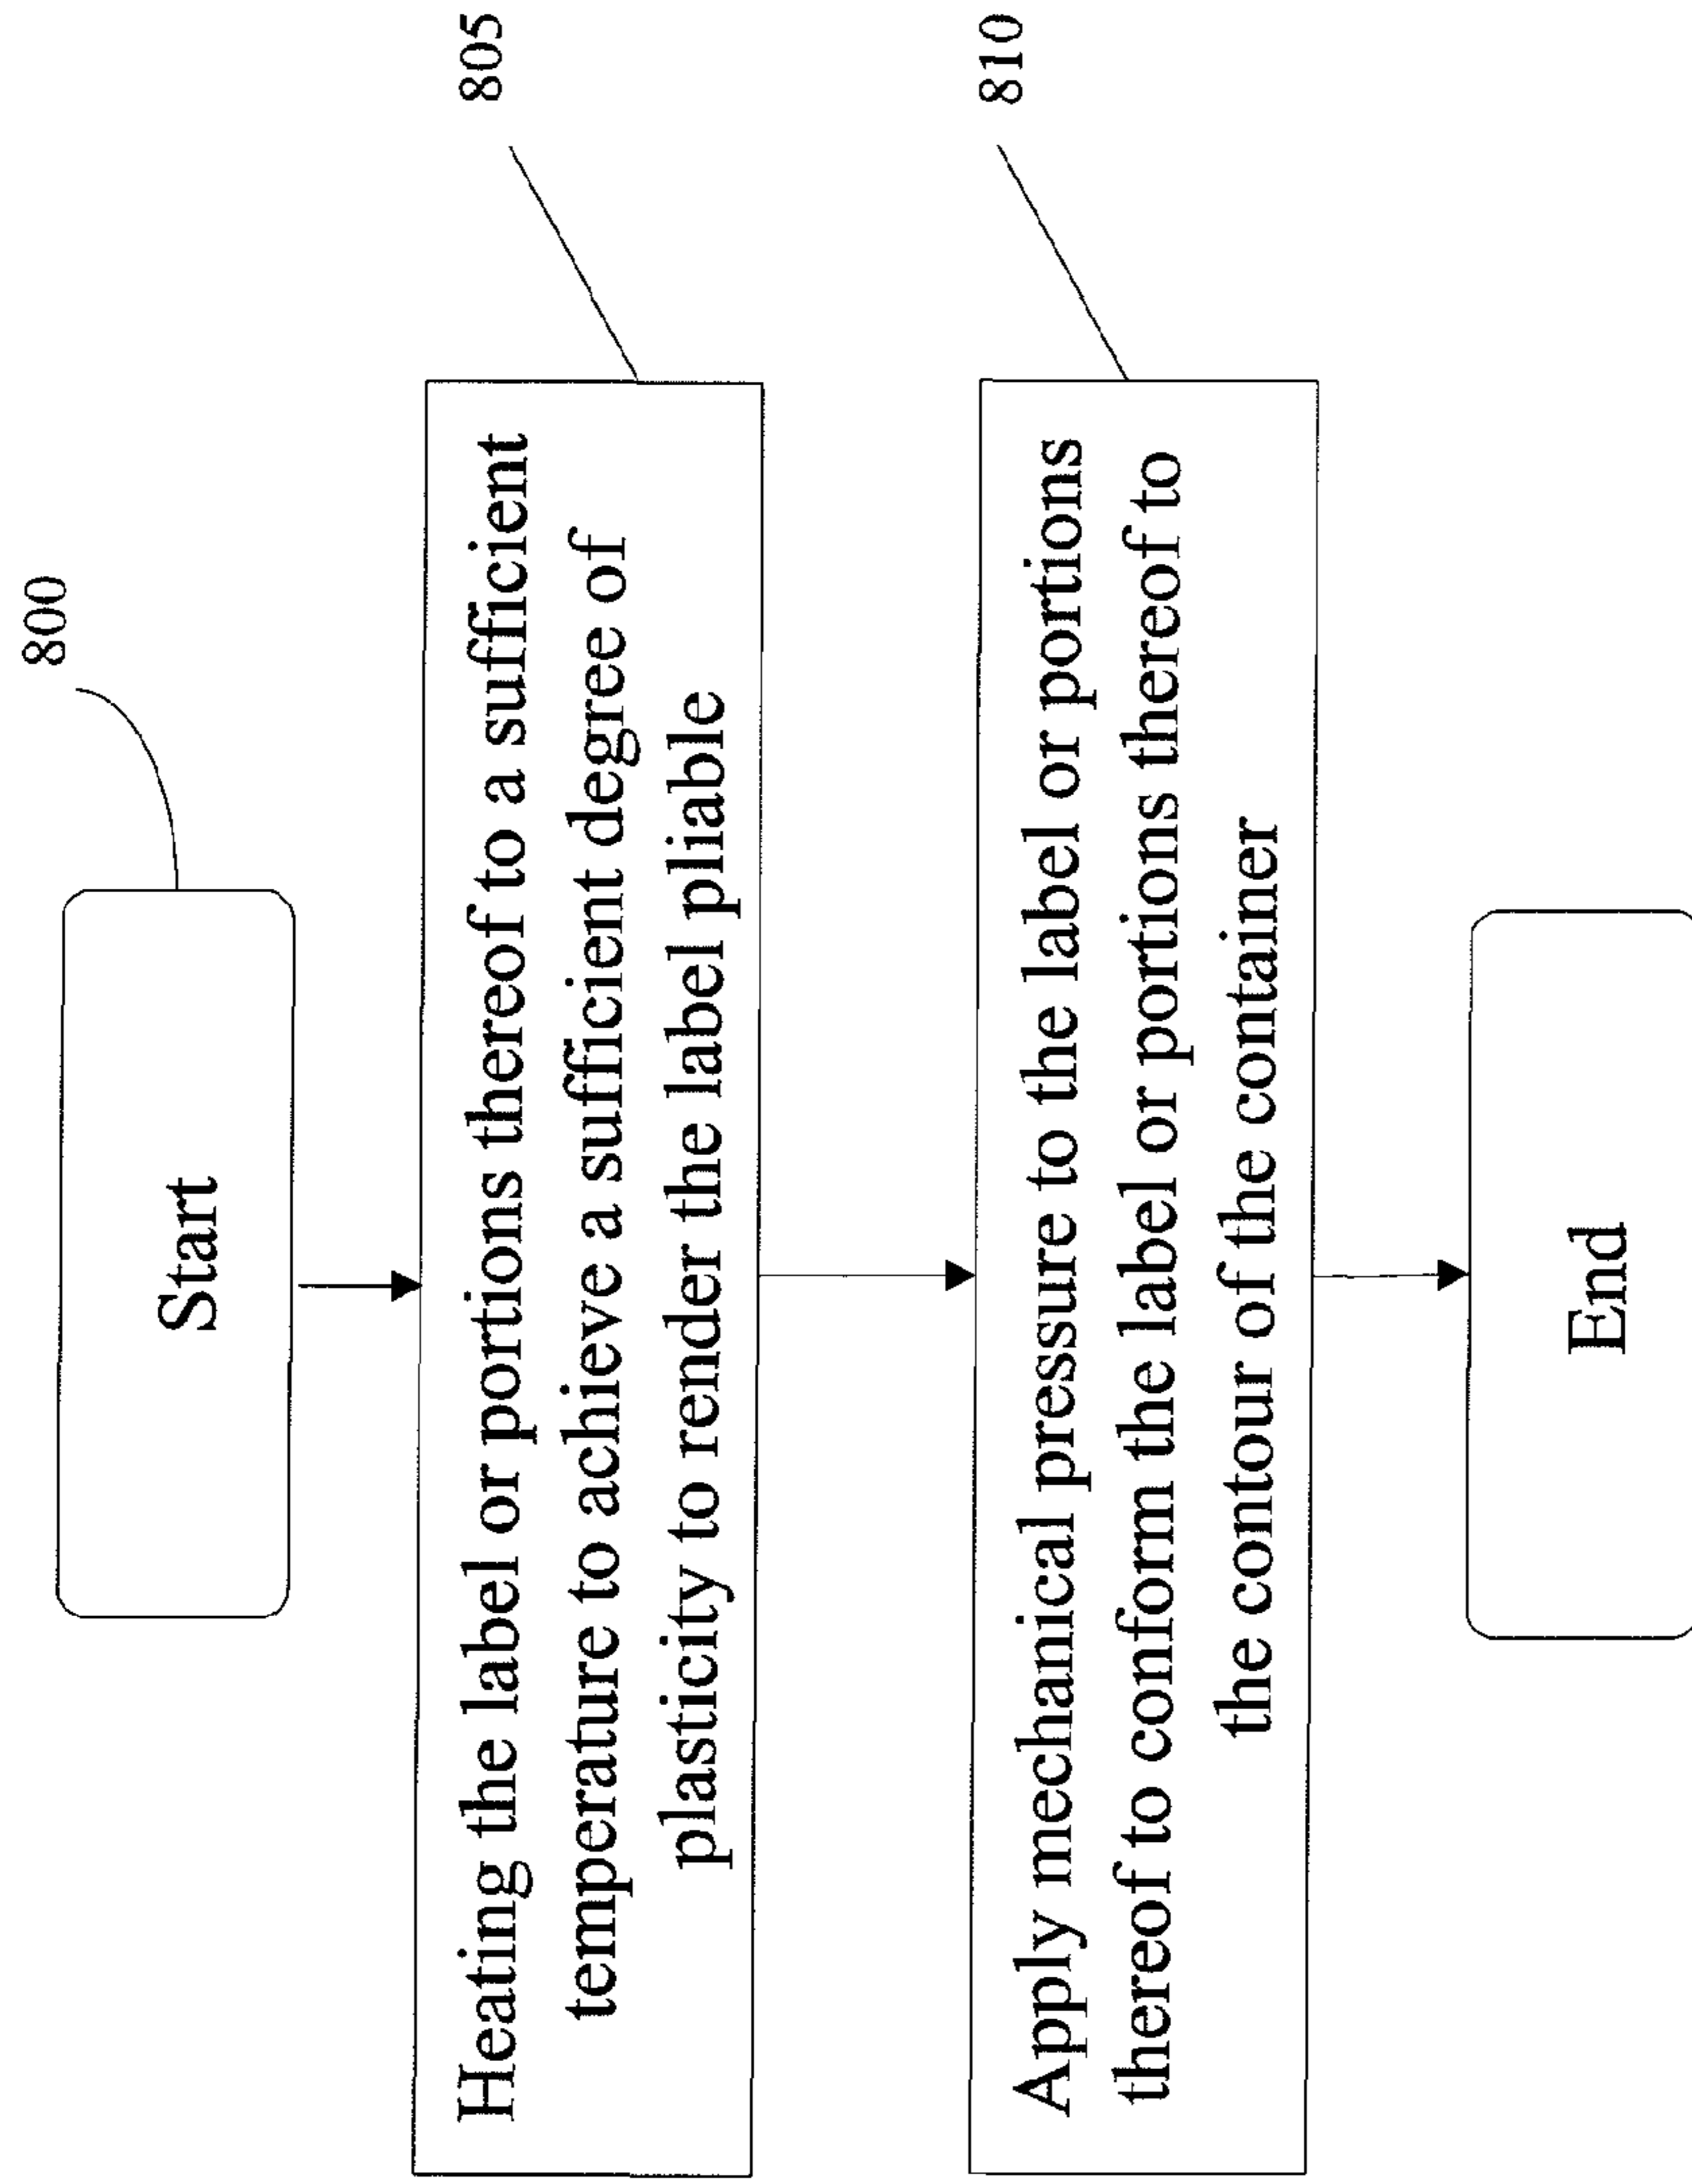 800
Start
805
Heating the label or portions thereof to a sufficient
temperature to achieve a sufficient degree of
plasticity to render the label pliable
810
Apply mechanical pressure to the label or portions
thereof to conform the label or portions thereof to
the contour of the container
End